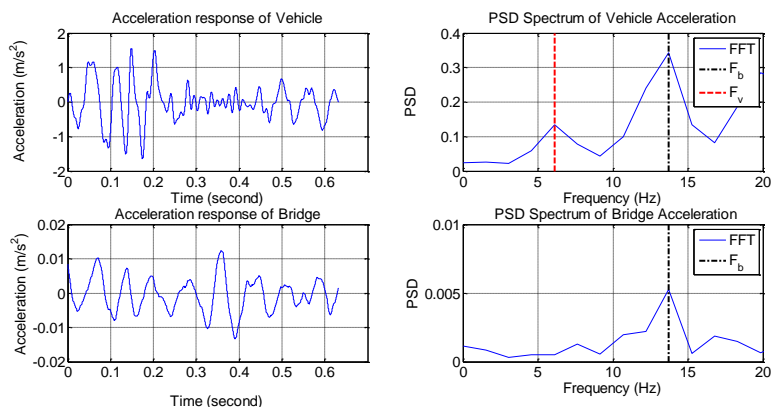 Acceleration response of Vehicle
Acceleration (m/s²)
2
1
0
-1
-2
0
0.1
0.2
0.3
0.4
0.5
0.6
Time (second)
PSD Spectrum of Vehicle Acceleration
PSD
0.4
0.3
0.2
0.1
0
0
5
10
15
20
Frequency (Hz)
FFT
F_b
F_v
Acceleration response of Bridge
Acceleration (m/s²)
0.02
0.01
0
-0.01
-0.02
0
0.1
0.2
0.3
0.4
0.5
0.6
Time (second)
PSD Spectrum of Bridge Acceleration
PSD
0.01
0.005
0
0
5
10
15
20
Frequency (Hz)
FFT
F_b